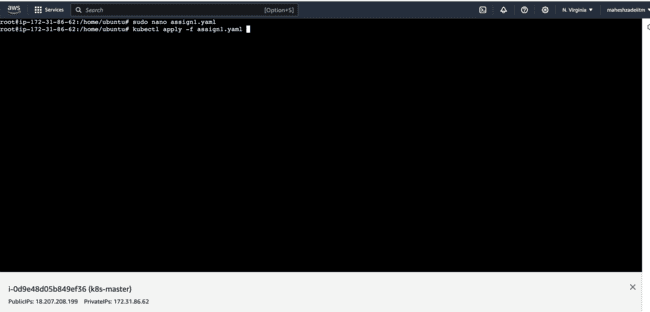 aws Services Search [Option+S] N. Virginia maheshzadeiitm
root@ip-172-31-86-62:/home/ubuntu# sudo nano assign1.yaml
root@ip-172-31-86-62:/home/ubuntu# kubectl apply -f assign1.yaml
i-0d9e48d05b849ef36 (k8s-master)
PublicIPs: 18.207.208.199 PrivateIPs: 172.31.86.62